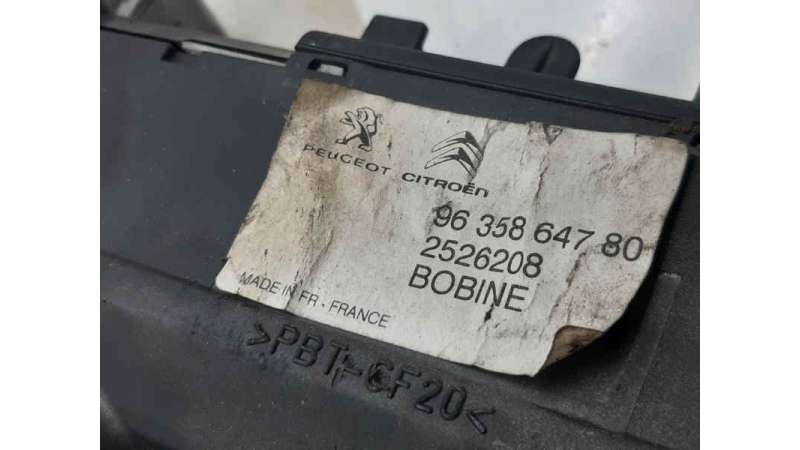 PEUGEOT CITROËN
96 358 647 80
2526208
BOBINE
MADE IN FR - FRANCE
>PBT-GF20<